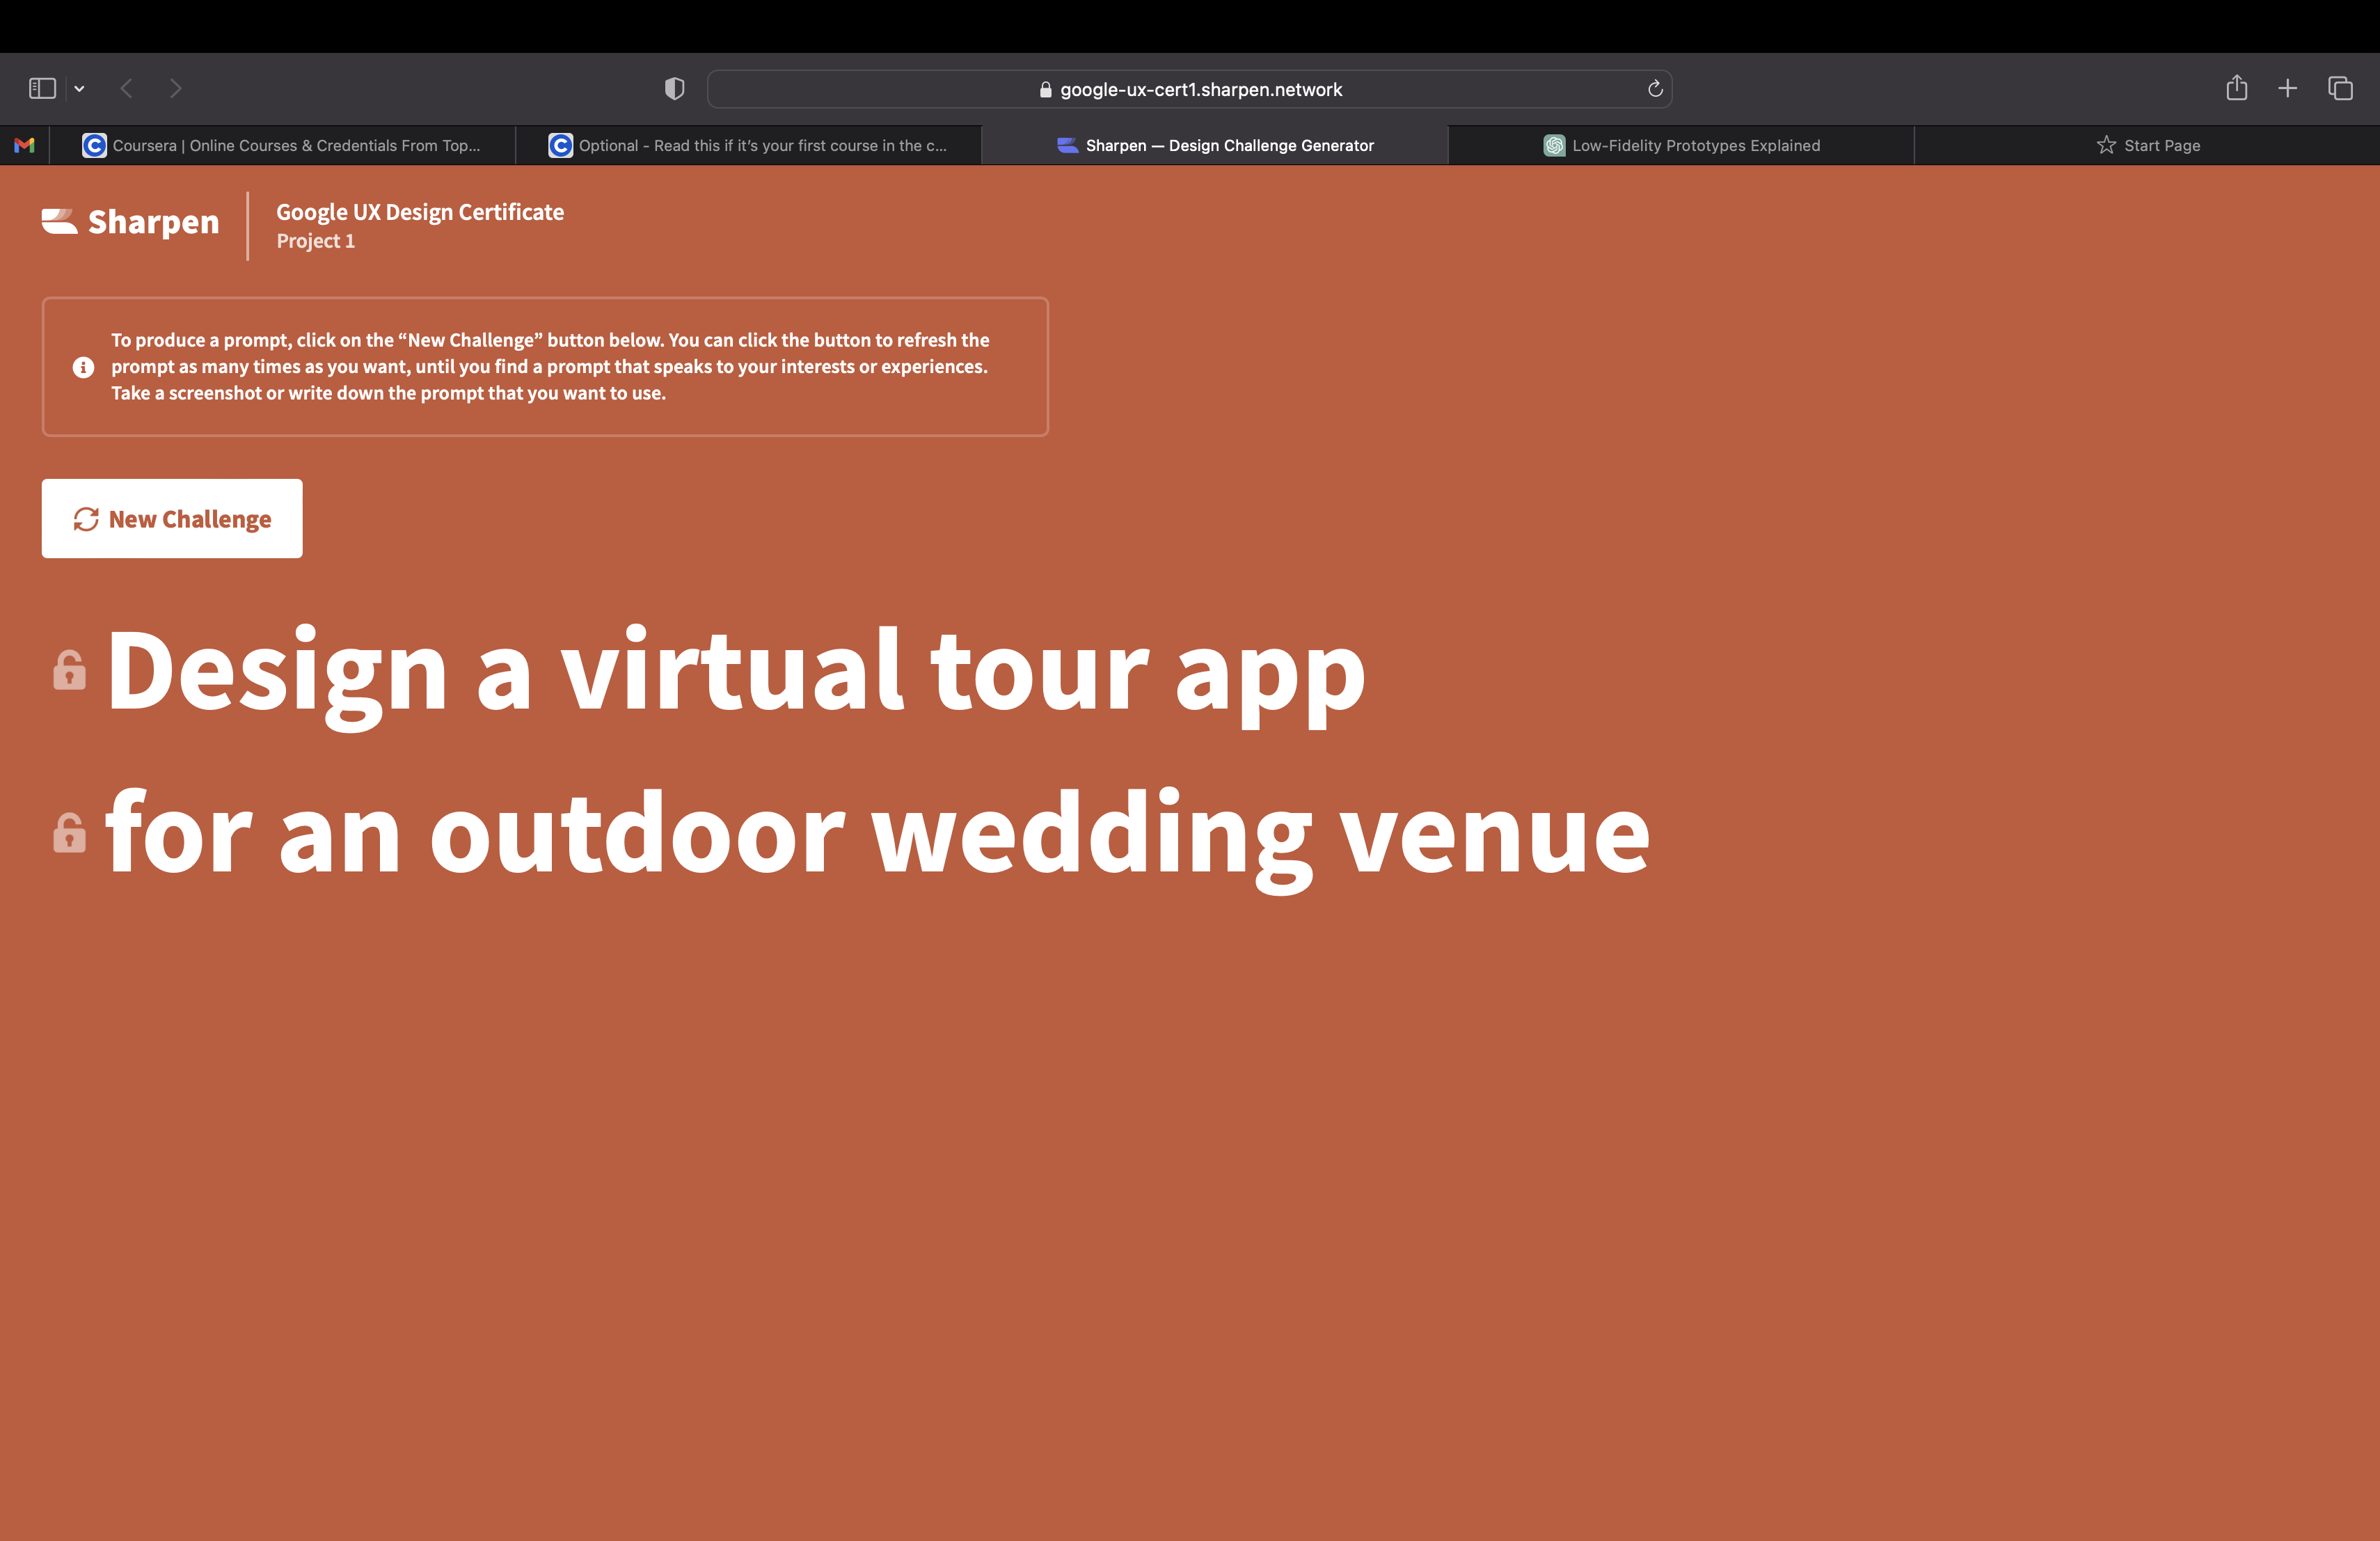 google-ux-cert1.sharpen.network
Coursera | Online Courses & Credentials From Top...
Optional - Read this if it's your first course in the c...
Sharpen — Design Challenge Generator
Low-Fidelity Prototypes Explained
Start Page
Sharpen
Google UX Design Certificate
Project 1
To produce a prompt, click on the “New Challenge” button below. You can click the button to refresh the
prompt as many times as you want, until you find a prompt that speaks to your interests or experiences.
Take a screenshot or write down the prompt that you want to use.
New Challenge
Design a virtual tour app
for an outdoor wedding venue